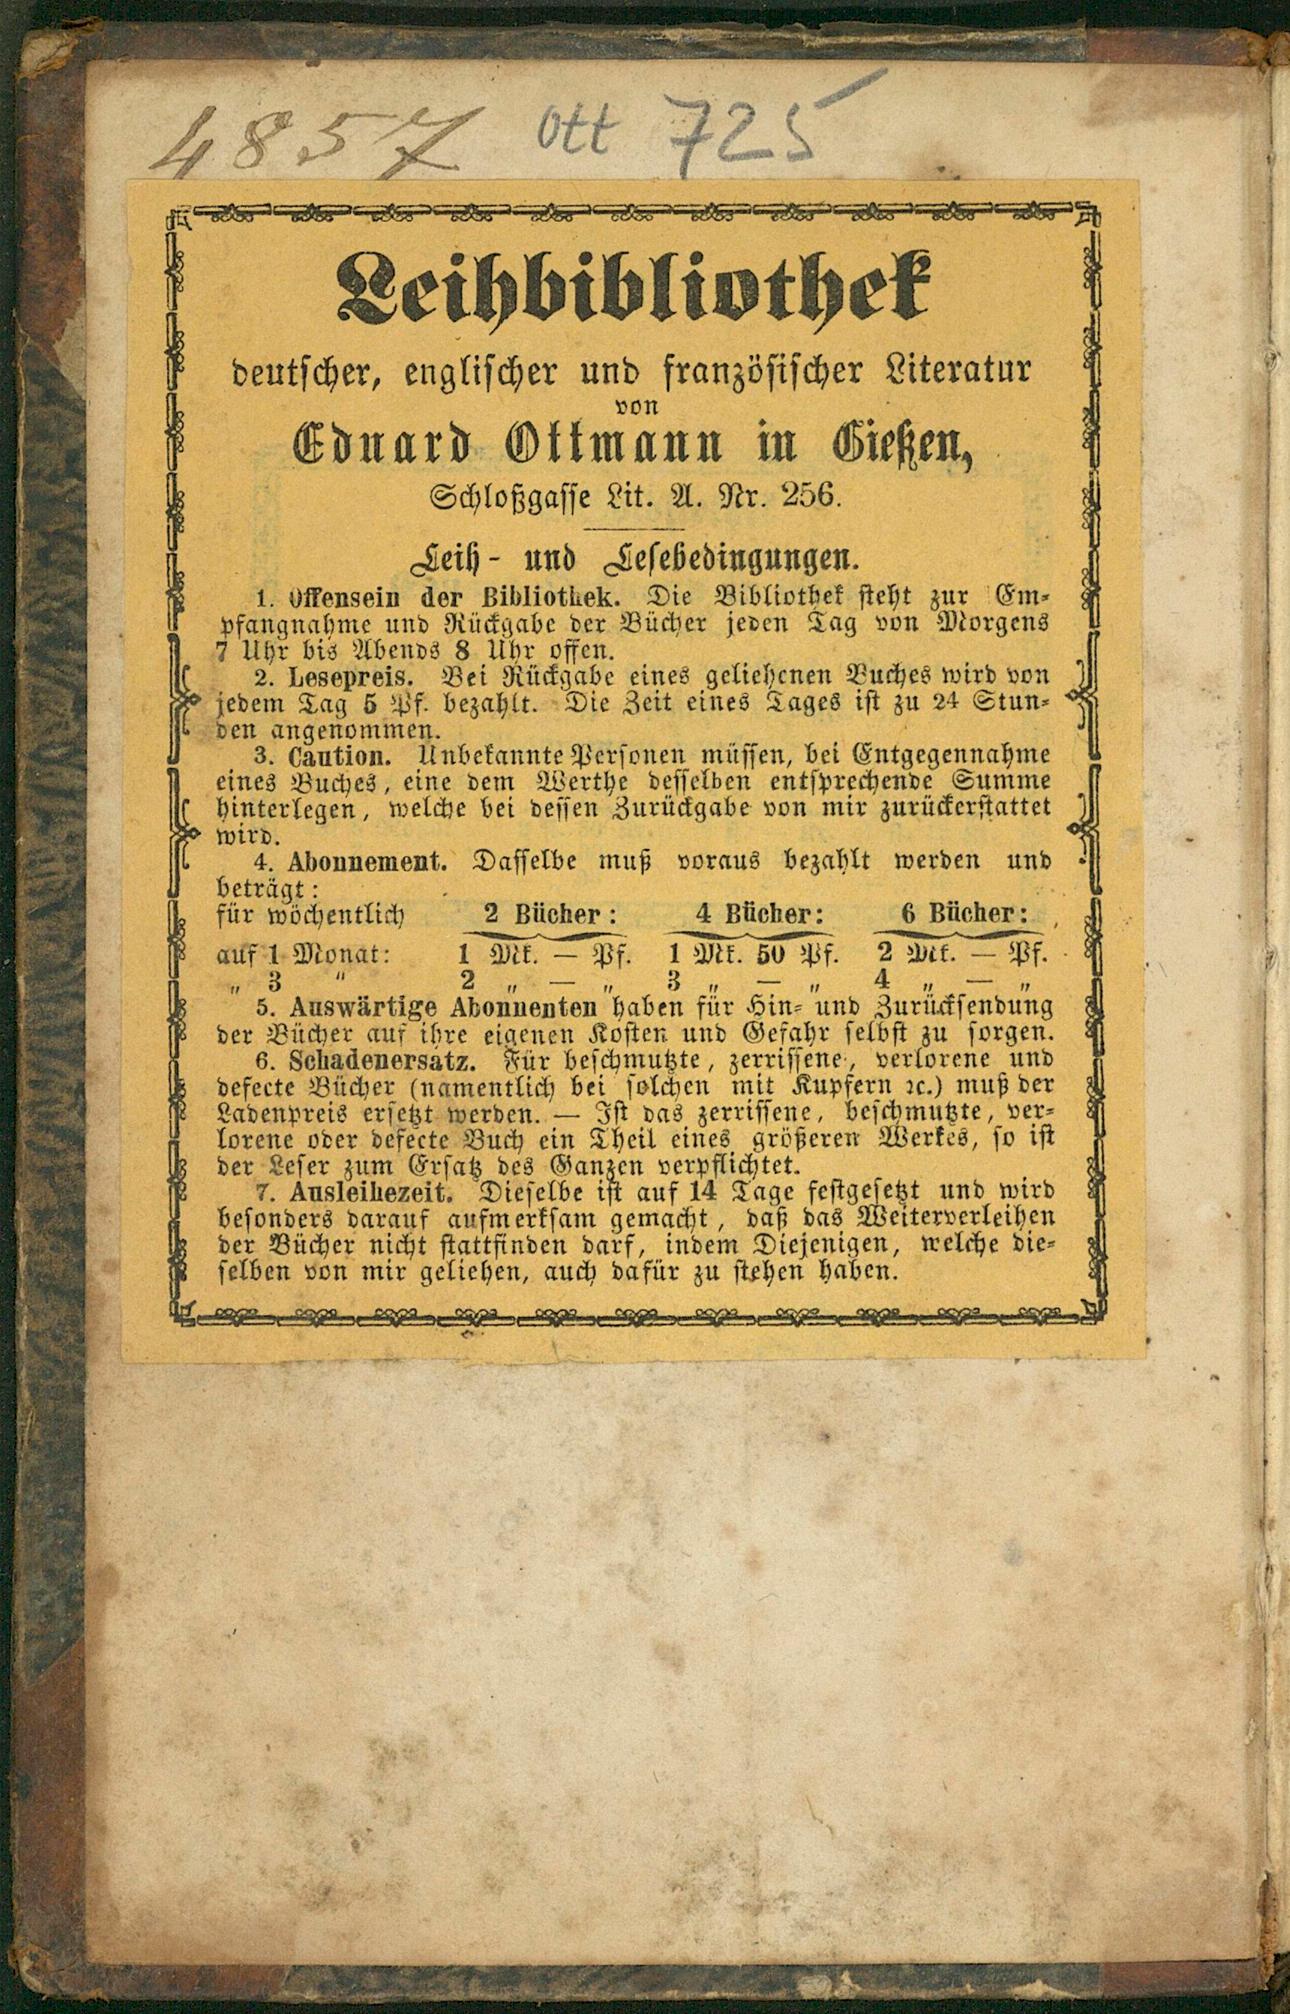 4857 Ott 725
Leihbibliothek
deutscher, englischer und französischer Literatur
von
Eduard Ottmann in Gießen,
Schloßgasse Lit. A. Nr. 256.
Leih- und Lesebedingungen.
1. Offensein der Bibliothek. Die Bibliothek steht zur Em-
pfangnahme und Rückgabe der Bücher jeden Tag von Morgens
7 Uhr bis Abends 8 Uhr offen.
2. Lesepreis. Bei Rückgabe eines geliehenen Buches wird von
jedem Tag 5 Pf. bezahlt. Die Zeit eines Tages ist zu 24 Stun-
den angenommen.
3. Caution. Unbekannte Personen müssen, bei Entgegennahme
eines Buches, eine dem Werthe desselben entsprechende Summe
hinterlegen, welche bei dessen Zurückgabe von mir zurückerstattet
wird.
4. Abonnement. Dasselbe muß voraus bezahlt werden und
beträgt:
für wöchentlich 2 Bücher: 4 Bücher: 6 Bücher:
auf 1 Monat: 1 Mk. — Pf. 1 Mk. 50 Pf. 2 Mk. — Pf.
„ 3 " 2 „ — „ 3 „ — „ 4 „ — „
5. Auswärtige Abonnenten haben für Hin- und Zurücksendung
der Bücher auf ihre eigenen Kosten und Gefahr selbst zu sorgen.
6. Schadenersatz. Für beschmutzte, zerrissene, verlorene und
defecte Bücher (namentlich bei solchen mit Kupfern ꝛc.) muß der
Ladenpreis ersetzt werden. — Ist das zerrissene, beschmutzte, ver-
lorene oder defecte Buch ein Theil eines größeren Werkes, so ist
der Leser zum Ersatz des Ganzen verpflichtet.
7. Ausleihezeit. Dieselbe ist auf 14 Tage festgesetzt und wird
besonders darauf aufmerksam gemacht, daß das Weiterverleihen
der Bücher nicht stattfinden darf, indem Diejenigen, welche die-
selben von mir geliehen, auch dafür zu stehen haben.